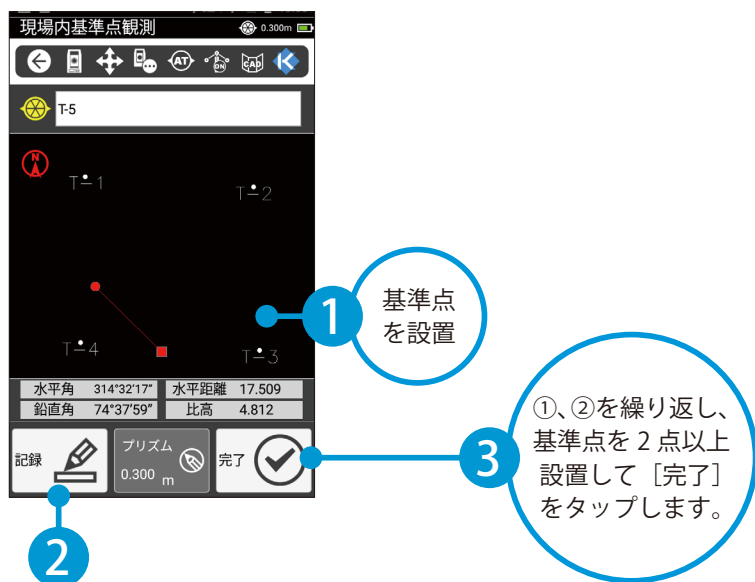 現場内基準点観測
0.300m
AT
ON
CAD
T-5
N
T-1
T-2
T-4
T-3
水平角 314°32'17" 水平距離 17.509
鉛直角 74°37'59" 比高 4.812
記録
プリズム
0.300 m
完了
1
基準点
を設置
2
3
①、②を繰り返し、
基準点を 2 点以上
設置して［完了］
をタップします。